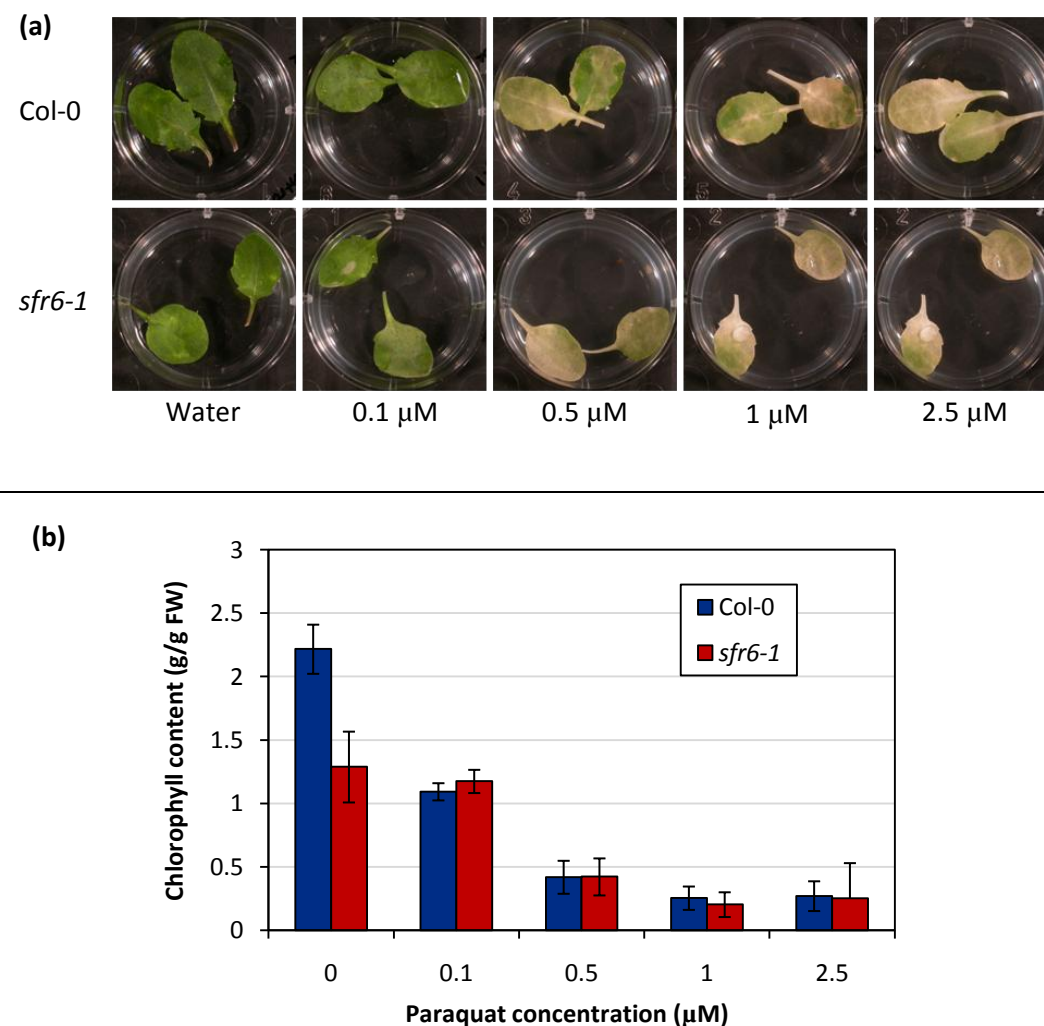 (a)
Col-0
sfr6-1
Water 0.1 µM 0.5 µM 1 µM 2.5 µM
(b)
Chlorophyll content (g/g FW)
3
2.5
2
1.5
1
0.5
0
Col-0
sfr6-1
0 0.1 0.5 1 2.5
Paraquat concentration (µM)